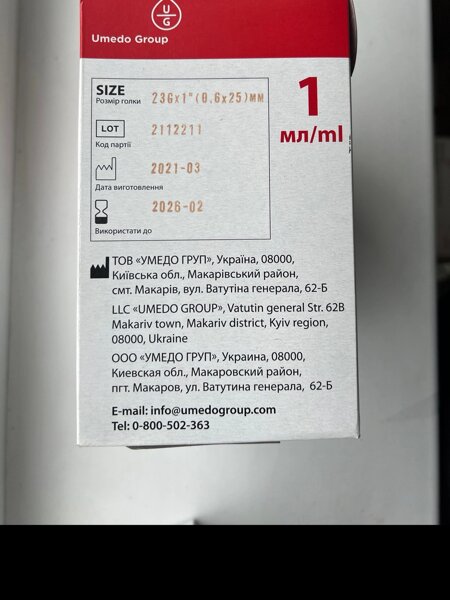 U
G
Umedo Group
SIZE
Розмір голки
23Gx1"(0.6x25)мм
1
мл/ml
LOT
Код партії
2112211
2021-03
Дата виготовлення
2026-02
Використати до
ТОВ «УМЕДО ГРУП», Україна, 08000,
Київська обл., Макарівський район,
смт. Макарів, вул. Ватутіна генерала, 62-Б
LLC «UMEDO GROUP», Vatutin general Str. 62B
Makariv town, Makariv district, Kyiv region,
08000, Ukraine
ООО «УМЕДО ГРУП», Украина, 08000,
Киевская обл., Макаровский район,
пгт. Макаров, ул. Ватутина генерала, 62-Б
E-mail: info@umedogroup.com
Tel: 0-800-502-363